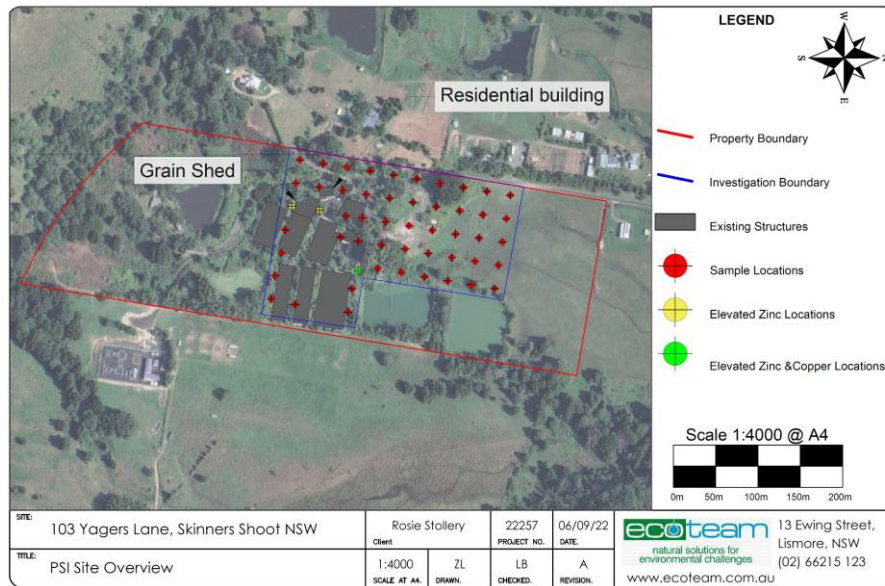 Residential building
Grain Shed
LEGEND
W
S
N
E
Property Boundary
Investigation Boundary
Existing Structures
Sample Locations
Elevated Zinc Locations
Elevated Zinc &Copper Locations
Scale 1:4000 @ A4
0m 50m 100m 150m 200m
SITE:
103 Yagers Lane, Skinners Shoot NSW
TITLE:
PSI Site Overview
Rosie Stollery
Client
22257
PROJECT NO.
06/09/22
DATE.
1:4000
SCALE AT A4.
ZL
DRAWN.
LB
CHECKED.
A
REVISION.
ecoteam
natural solutions for
environmental challenges
www.ecoteam.com.au
13 Ewing Street,
Lismore, NSW
(02) 66215 123